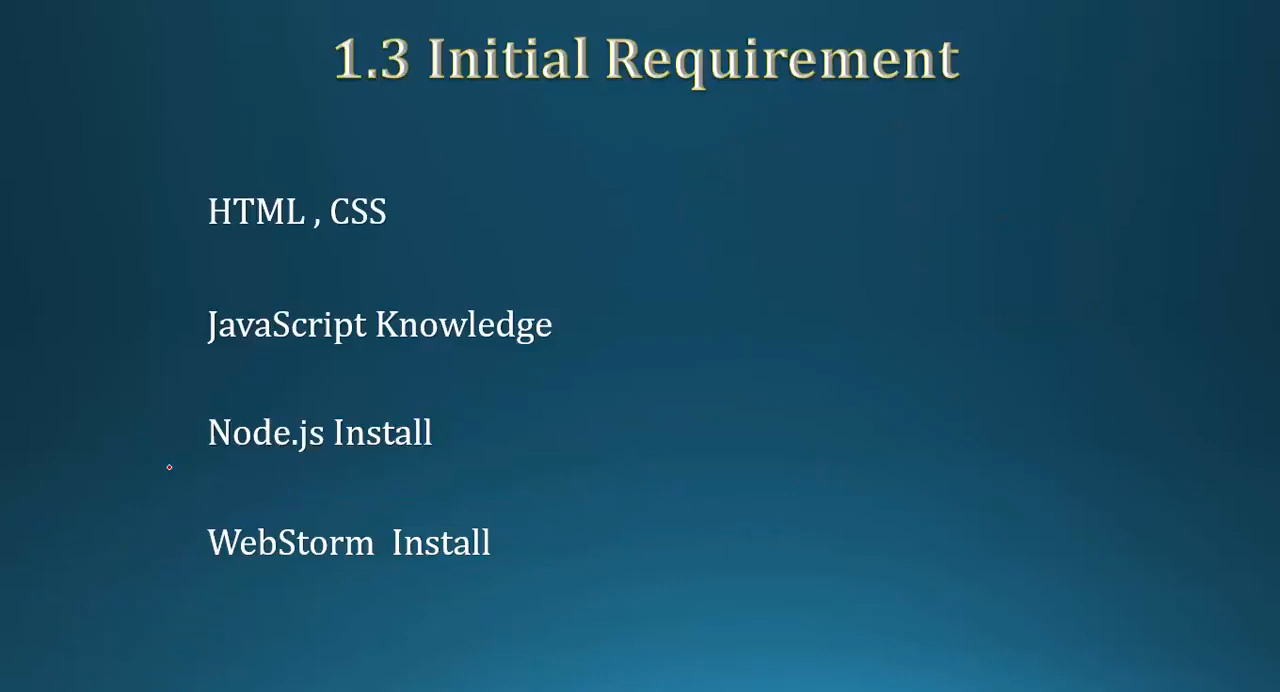 1.3 Initial Requirement
HTML , CSS
JavaScript Knowledge
Node.js Install
WebStorm  Install